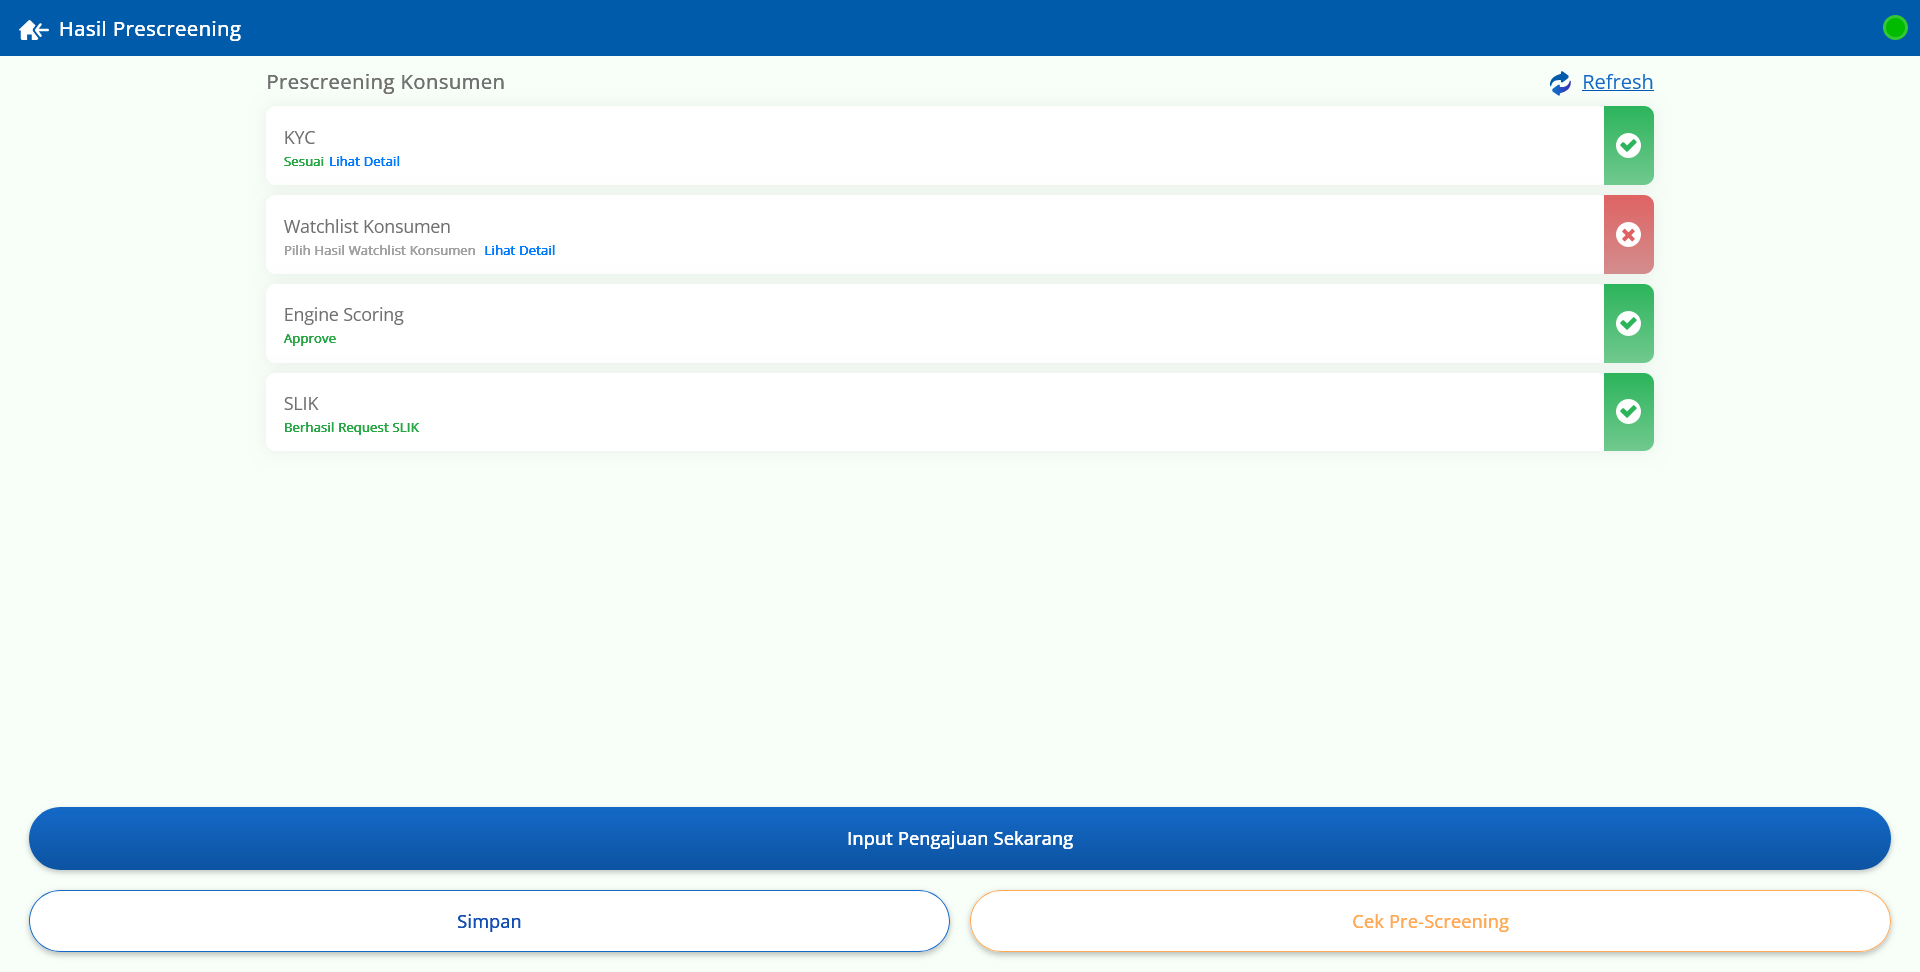 Hasil Prescreening
Prescreening Konsumen
Refresh
KYC
Sesuai Lihat Detail
Watchlist Konsumen
Pilih Hasil Watchlist Konsumen Lihat Detail
Engine Scoring
Approve
SLIK
Berhasil Request SLIK
Input Pengajuan Sekarang
Simpan
Cek Pre-Screening